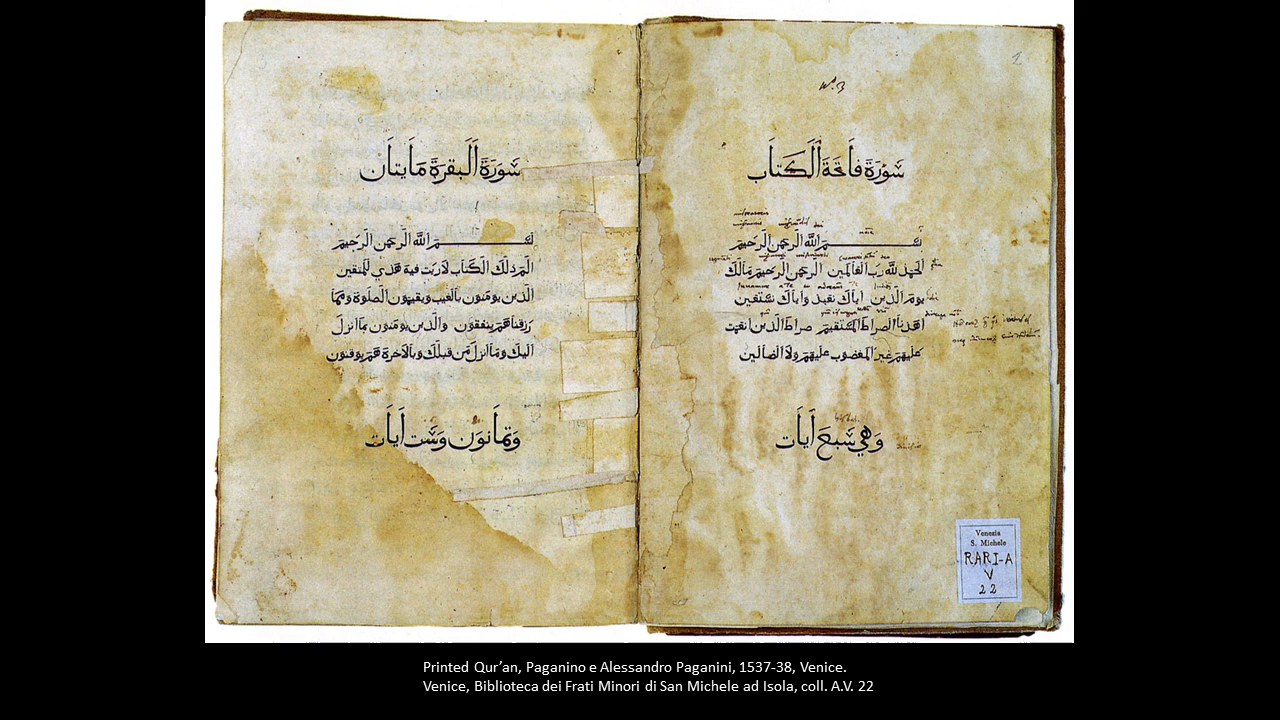 سورة فاتحة الكتاب
بسم الله الرحمن الرحيم
الحمد لله رب العالمين الرحمن الرحيم مالك
يوم الدين اياك نعبد واياك نستعين
اهدنا الصراط المستقيم صراط الذين انعمت
عليهم غير المغضوب عليهم ولا الضالين
وهي سبع ايات
Venezia
S. Michele
RARI-A
V
22
سورة البقرة مايتان
بسم الله الرحمن الرحيم
الم ذلك الكتاب لا ريب فيه هدي للمتقين
الذين يومنون بالغيب ويقيمون الصلوة ومما
رزقناهم ينفقون والذين يومنون بما انزل
اليك وما انزل من قبلك وبالاخرة هم يوقنون
وثمانون وست ايات
Printed Qur’an, Paganino e Alessandro Paganini, 1537-38, Venice.
Venice, Biblioteca dei Frati Minori di San Michele ad Isola, coll. A.V. 22